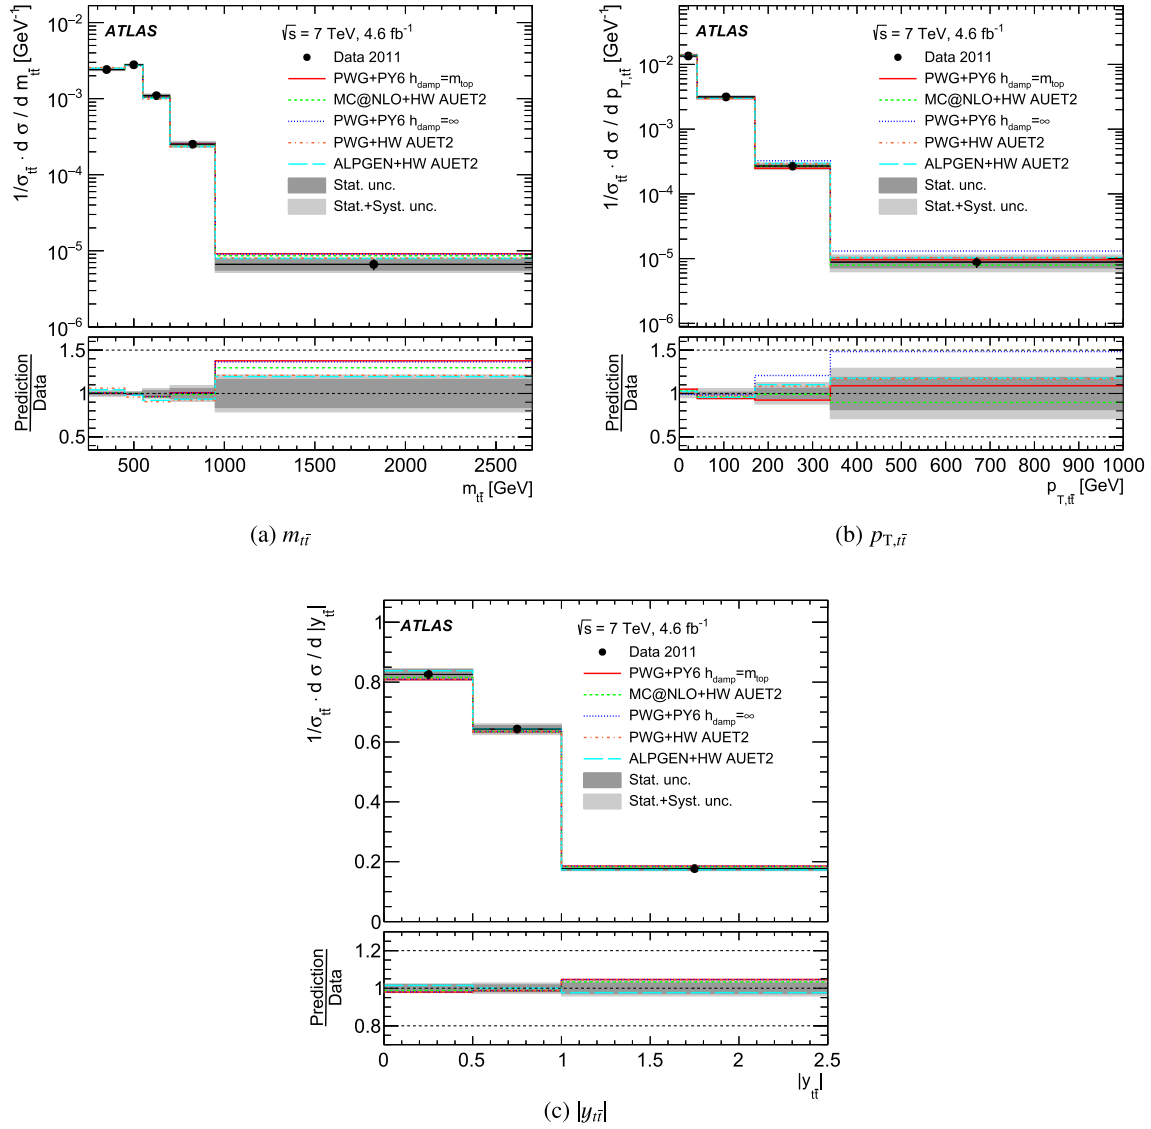 ATLAS
√s = 7 TeV, 4.6 fb⁻¹
Data 2011
PWG+PY6 h_damp=m_top
MC@NLO+HW AUET2
PWG+PY6 h_damp=∞
PWG+HW AUET2
ALPGEN+HW AUET2
Stat. unc.
Stat.+Syst. unc.
1/σ_tt̄ · d σ / d m_tt̄ [GeV⁻¹]
10⁻²
10⁻³
10⁻⁴
10⁻⁵
10⁻⁶
Prediction
Data
1.5
1
0.5
500 1000 1500 2000 2500
m_tt̄ [GeV]
(a) m_tt̄
ATLAS
√s = 7 TeV, 4.6 fb⁻¹
Data 2011
PWG+PY6 h_damp=m_top
MC@NLO+HW AUET2
PWG+PY6 h_damp=∞
PWG+HW AUET2
ALPGEN+HW AUET2
Stat. unc.
Stat.+Syst. unc.
1/σ_tt̄ · d σ / d p_T,tt̄ [GeV⁻¹]
10⁻²
10⁻³
10⁻⁴
10⁻⁵
10⁻⁶
Prediction
Data
1.5
1
0.5
0 100 200 300 400 500 600 700 800 900 1000
p_T,tt̄ [GeV]
(b) p_T,tt̄
ATLAS
√s = 7 TeV, 4.6 fb⁻¹
Data 2011
PWG+PY6 h_damp=m_top
MC@NLO+HW AUET2
PWG+PY6 h_damp=∞
PWG+HW AUET2
ALPGEN+HW AUET2
Stat. unc.
Stat.+Syst. unc.
1/σ_tt̄ · d σ / d |y_tt̄|
1
0.8
0.6
0.4
0.2
0
Prediction
Data
1.2
1
0.8
0 0.5 1 1.5 2 2.5
|y_tt̄|
(c) |y_tt̄|